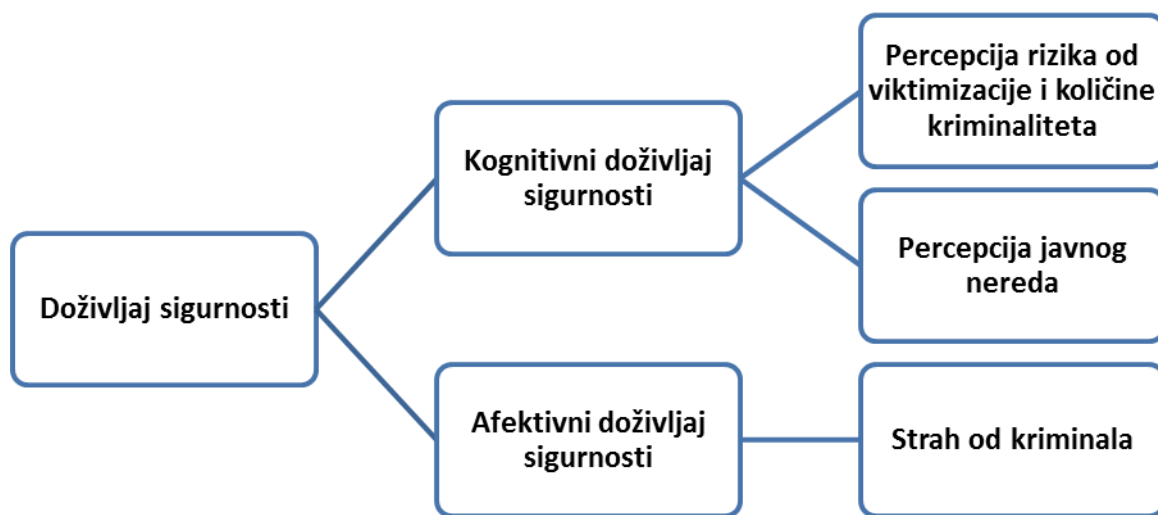 Doživljaj sigurnosti
Kognitivni doživljaj
sigurnosti
Afektivni doživljaj
sigurnosti
Percepcija rizika od
viktimizacije i količine
kriminaliteta
Percepcija javnog
nereda
Strah od kriminala